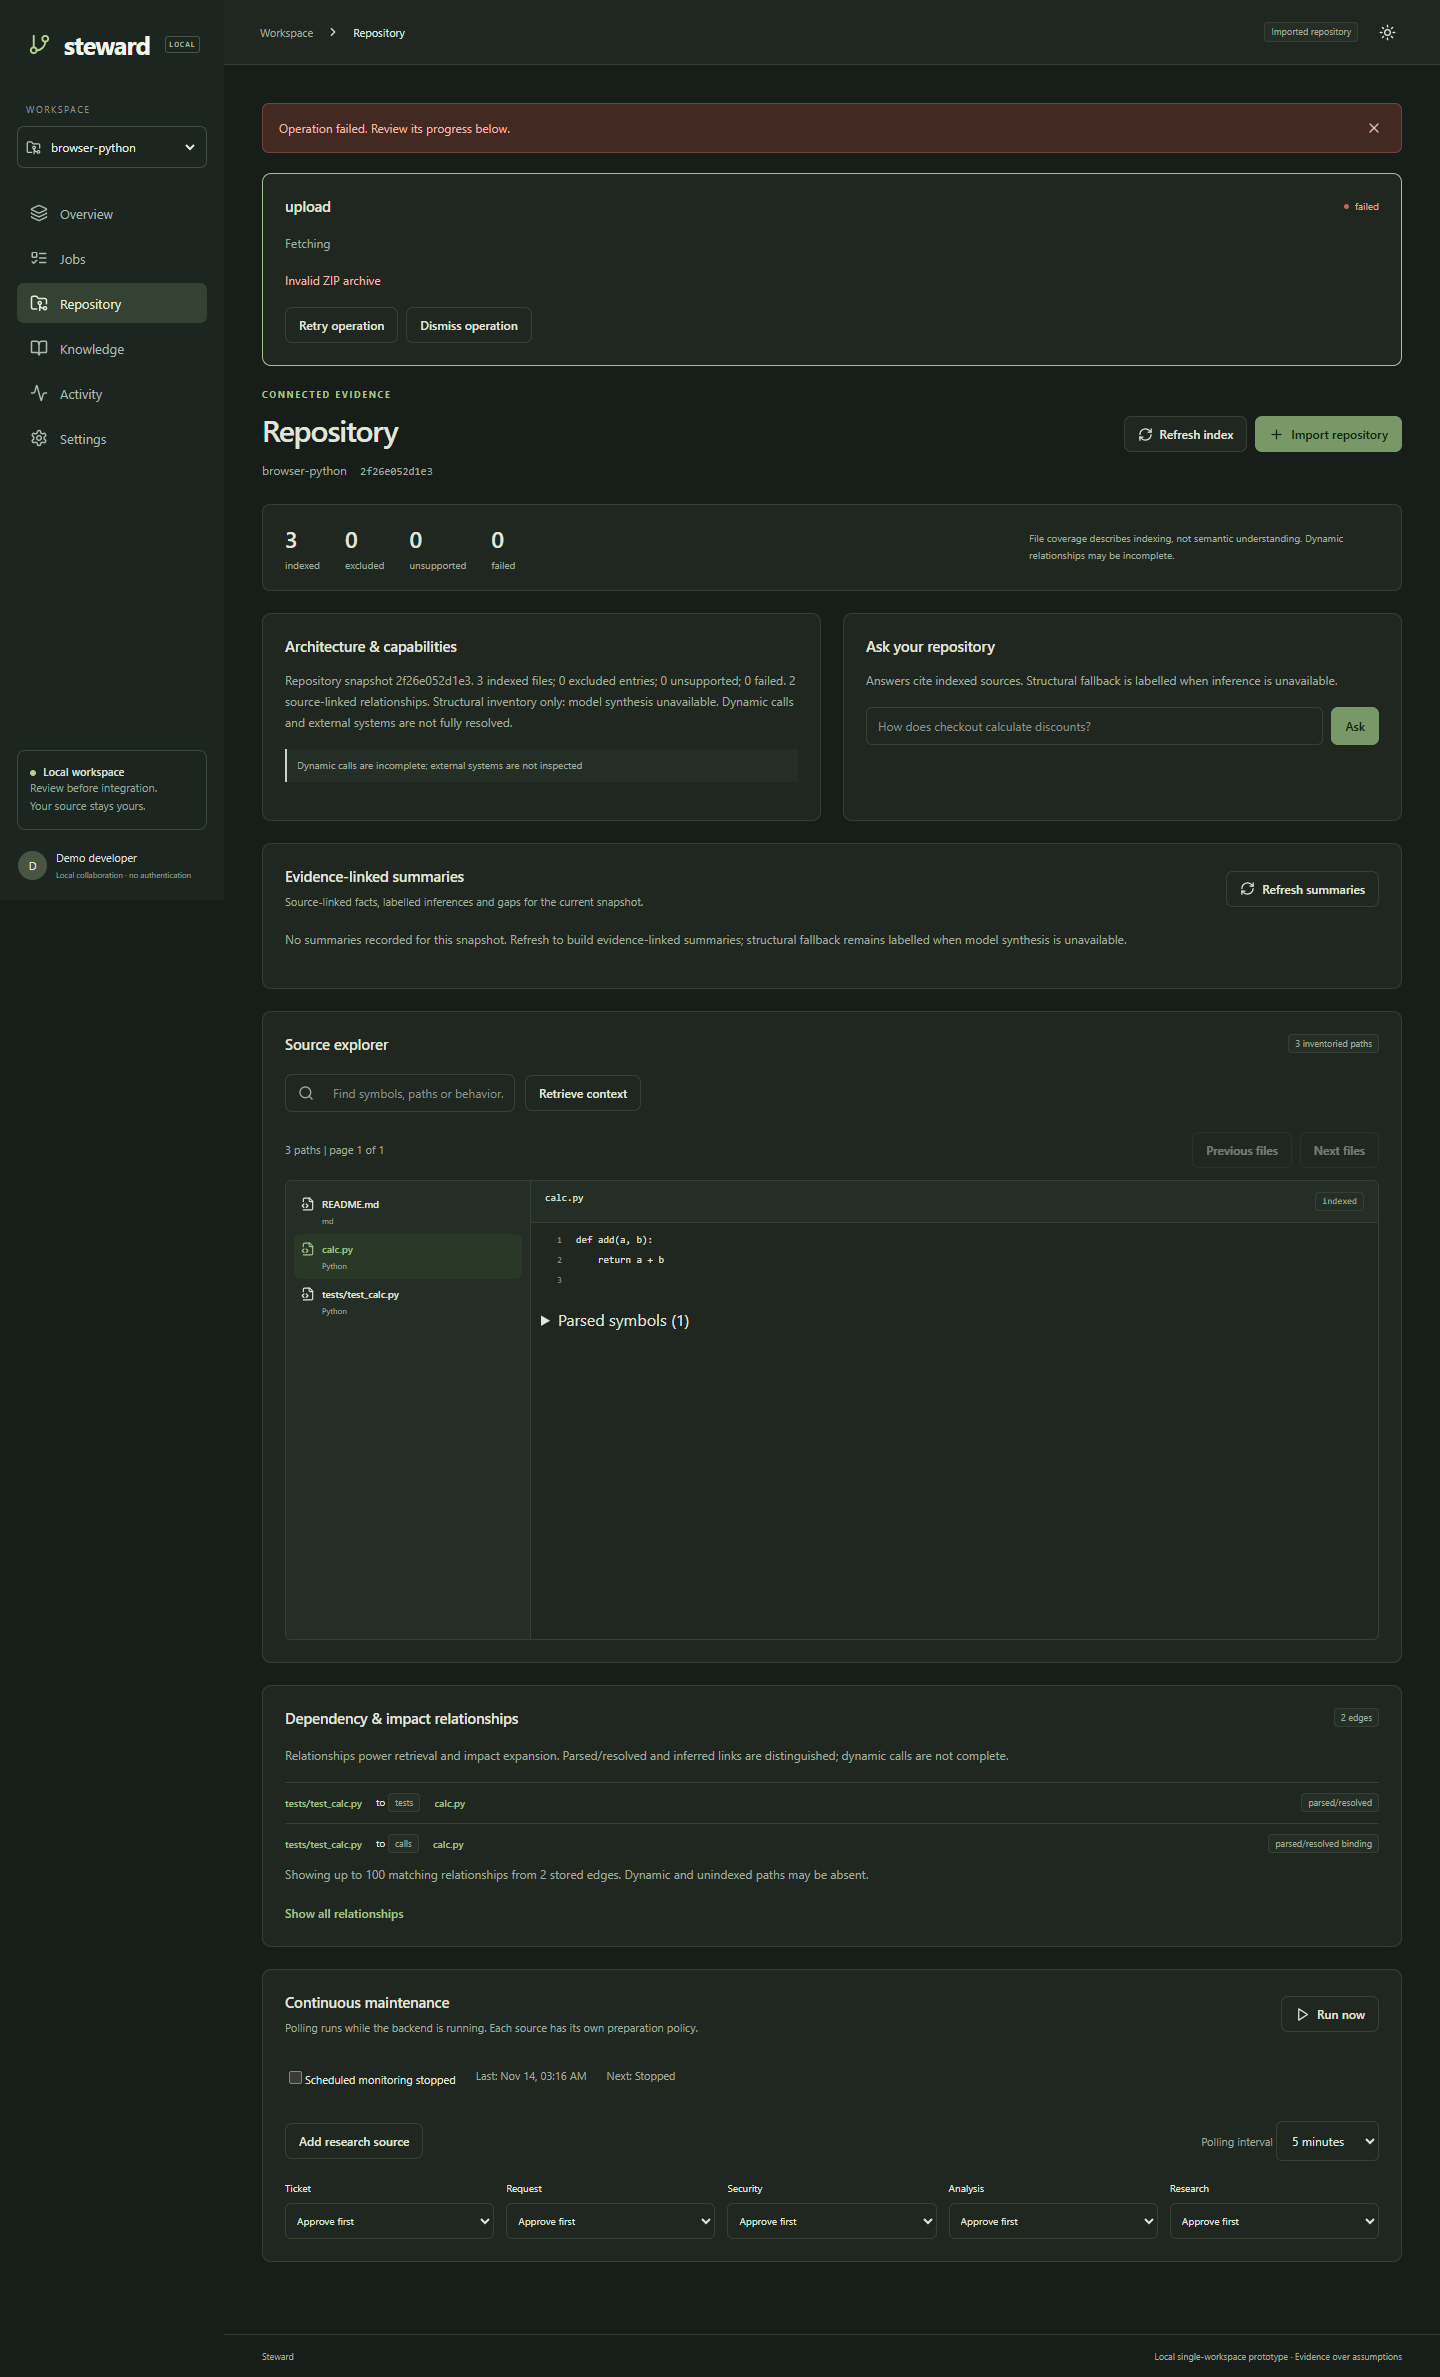 steward LOCAL
WORKSPACE
browser-python
Overview
Jobs
Repository
Knowledge
Activity
Settings
Local workspace
Review before integration.
Your source stays yours.
D
Demo developer
Local collaboration · no authentication
Workspace > Repository
Imported repository
Operation failed. Review its progress below.
upload
failed
Fetching
Invalid ZIP archive
Retry operation
Dismiss operation
CONNECTED EVIDENCE
Repository
Refresh index
Import repository
browser-python 2f26e052d1e3
3 0 0 0
indexed excluded unsupported failed
File coverage describes indexing, not semantic understanding. Dynamic
relationships may be incomplete.
Architecture & capabilities
Repository snapshot 2f26e052d1e3. 3 indexed files; 0 excluded entries; 0 unsupported; 0 failed. 2
source-linked relationships. Structural inventory only: model synthesis unavailable. Dynamic calls
and external systems are not fully resolved.
Dynamic calls are incomplete; external systems are not inspected
Ask your repository
Answers cite indexed sources. Structural fallback is labelled when inference is unavailable.
How does checkout calculate discounts?
Ask
Evidence-linked summaries
Source-linked facts, labelled inferences and gaps for the current snapshot.
Refresh summaries
No summaries recorded for this snapshot. Refresh to build evidence-linked summaries; structural fallback remains labelled when model synthesis is unavailable.
Source explorer
3 inventoried paths
Find symbols, paths or behavior.
Retrieve context
3 paths | page 1 of 1
Previous files
Next files
README.md
md
calc.py
Python
tests/test_calc.py
Python
calc.py
indexed
1 def add(a, b):
2 return a + b
3
Parsed symbols (1)
Dependency & impact relationships
2 edges
Relationships power retrieval and impact expansion. Parsed/resolved and inferred links are distinguished; dynamic calls are not complete.
tests/test_calc.py to tests calc.py parsed/resolved
tests/test_calc.py to calls calc.py parsed/resolved binding
Showing up to 100 matching relationships from 2 stored edges. Dynamic and unindexed paths may be absent.
Show all relationships
Continuous maintenance
Polling runs while the backend is running. Each source has its own preparation policy.
Run now
Scheduled monitoring stopped Last: Nov 14, 03:16 AM Next: Stopped
Add research source
Polling interval 5 minutes
Ticket Request Security Analysis Research
Approve first Approve first Approve first Approve first Approve first
Steward
Local single-workspace prototype · Evidence over assumptions